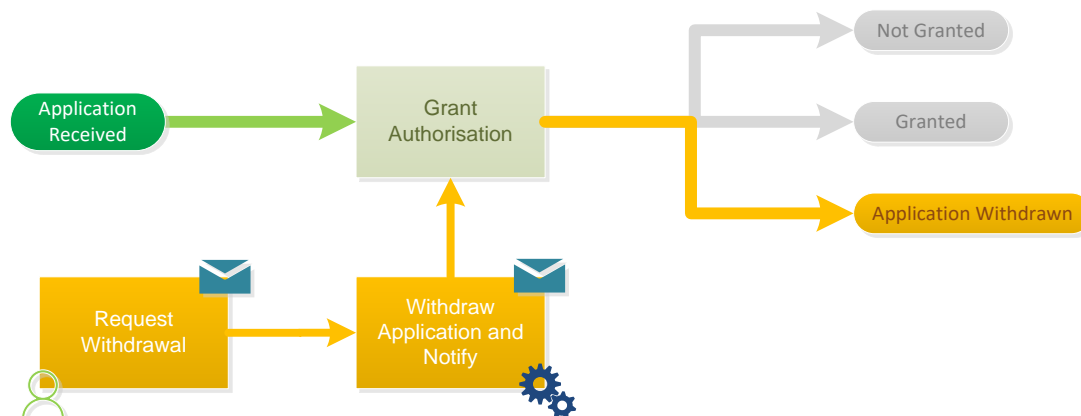 Not Granted
Application
Received
Grant
Authorisation
Granted
Application Withdrawn
Request
Withdrawal
Withdraw
Application and
Notify